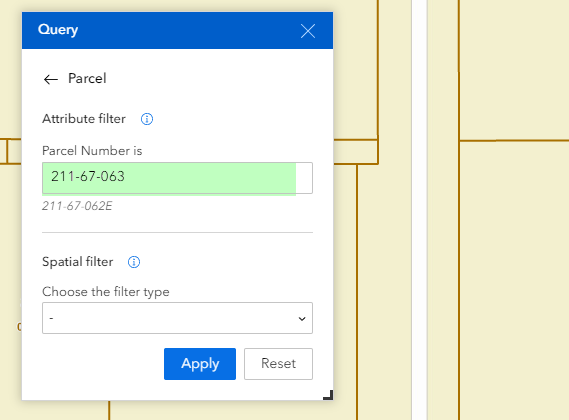 Query
Parcel
Attribute filter
Parcel Number is
211-67-063
211-67-062E
Spatial filter
Choose the filter type
-
Apply Reset